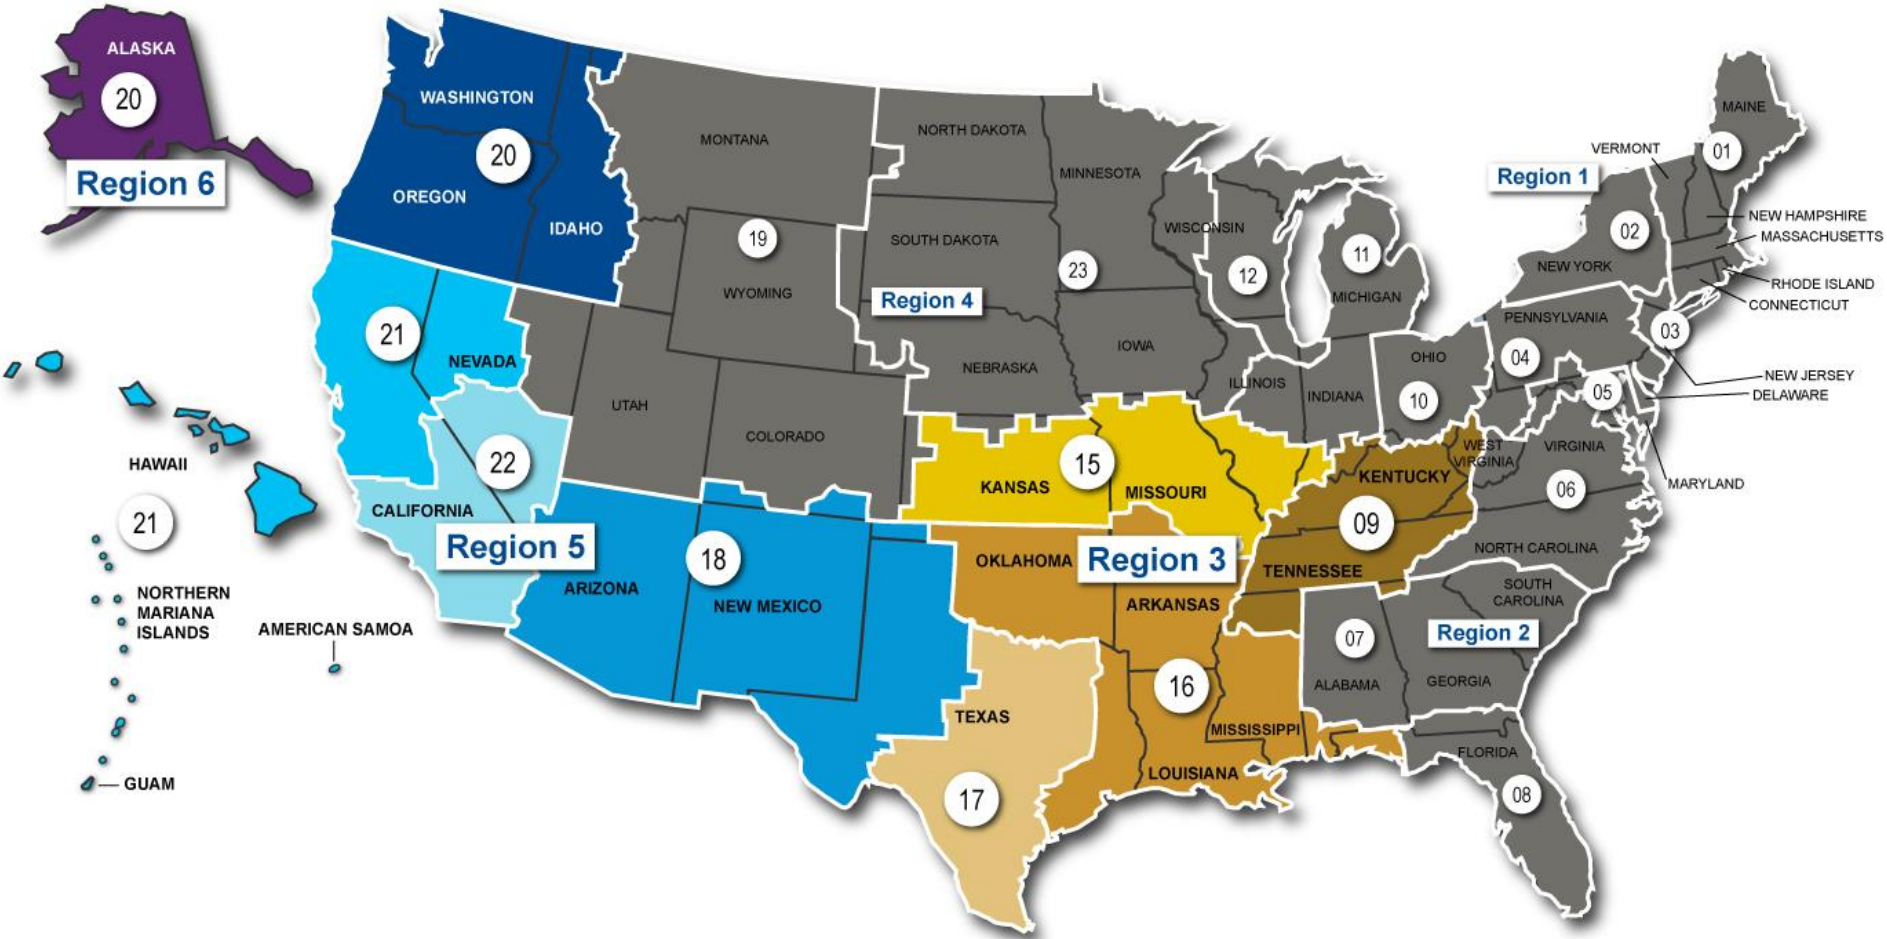 ALASKA
20
Region 6
WASHINGTON
20
OREGON
IDAHO
MONTANA
19
WYOMING
NORTH DAKOTA
MINNESOTA
SOUTH DAKOTA
23
Region 4
NEBRASKA
IOWA
WISCONSIN
12
11
MICHIGAN
ILLINOIS
INDIANA
OHIO
10
Region 1
VERMONT
MAINE
01
02
NEW YORK
NEW HAMPSHIRE
MASSACHUSETTS
RHODE ISLAND
CONNECTICUT
PENNSYLVANIA
04
03
05
NEW JERSEY
DELAWARE
MARYLAND
WEST
VIRGINIA
VIRGINIA
06
NORTH CAROLINA
SOUTH
CAROLINA
Region 2
07
ALABAMA
GEORGIA
FLORIDA
08
21
NEVADA
22
CALIFORNIA
Region 5
UTAH
COLORADO
ARIZONA
18
NEW MEXICO
KANSAS
15
MISSOURI
KENTUCKY
09
TENNESSEE
OKLAHOMA
Region 3
ARKANSAS
16
MISSISSIPPI
LOUISIANA
TEXAS
17
HAWAII
21
NORTHERN
MARIANA
ISLANDS
AMERICAN SAMOA
GUAM